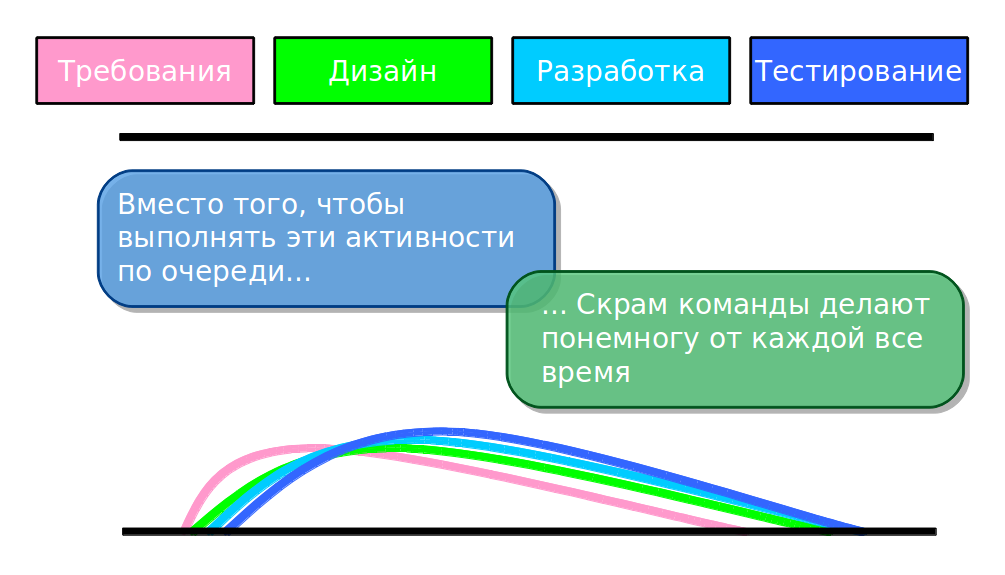 Требования
Дизайн
Разработка
Тестирование
Вместо того, чтобы
выполнять эти активности
по очереди...
... Скрам команды делают
понемногу от каждой все
время